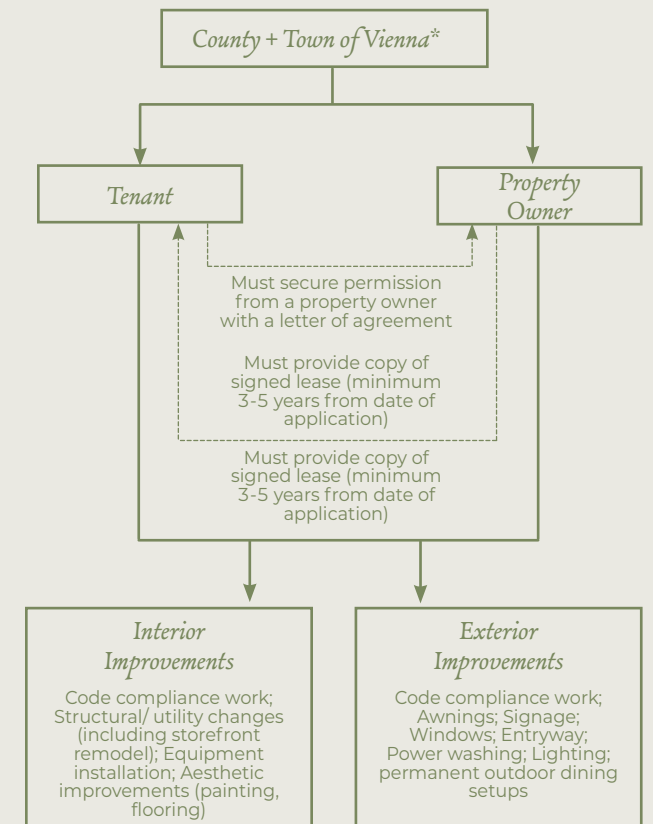 County + Town of Vienna*
Tenant
Property
Owner
Must secure permission
from a property owner
with a letter of agreement
Must provide copy of
signed lease (minimum
3-5 years from date of
application)
Must provide copy of
signed lease (minimum
3-5 years from date of
application)
Interior
Improvements
Code compliance work;
Structural/ utility changes
(including storefront
remodel); Equipment
installation; Aesthetic
improvements (painting,
flooring)
Exterior
Improvements
Code compliance work;
Awnings; Signage;
Windows; Entryway;
Power washing; Lighting;
permanent outdoor dining
setups